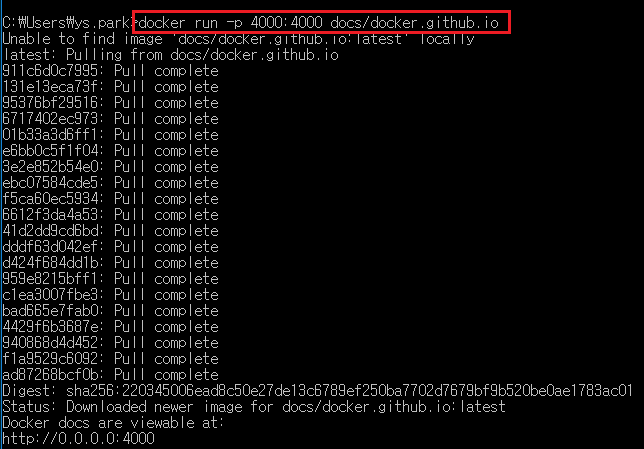 C:₩Users₩ys.park>docker run -p 4000:4000 docs/docker.github.io
Unable to find image 'docs/docker.github.io:latest' locally
latest: Pulling from docs/docker.github.io
911c6d0c7995: Pull complete
131e13eca73f: Pull complete
95376bf29516: Pull complete
6717402ec973: Pull complete
01b33a3d6ff1: Pull complete
e6bb0c5f1f04: Pull complete
3e2e852b54e0: Pull complete
ebc07584cde5: Pull complete
f5ca60ec5934: Pull complete
6612f3da4a53: Pull complete
41d2dd9cd6bd: Pull complete
dddf63d042ef: Pull complete
d424f684dd1b: Pull complete
959e8215bff1: Pull complete
c1ea3007fbe3: Pull complete
bad665e7fab0: Pull complete
4429f6b3687e: Pull complete
940868d4d452: Pull complete
f1a9529c6092: Pull complete
ad87268bcf0b: Pull complete
Digest: sha256:220345006ead8c50e27de13c6789ef250ba7702d7679bf9b520be0ae1783ac01
Status: Downloaded newer image for docs/docker.github.io:latest
Docker docs are viewable at:
http://0.0.0.0:4000